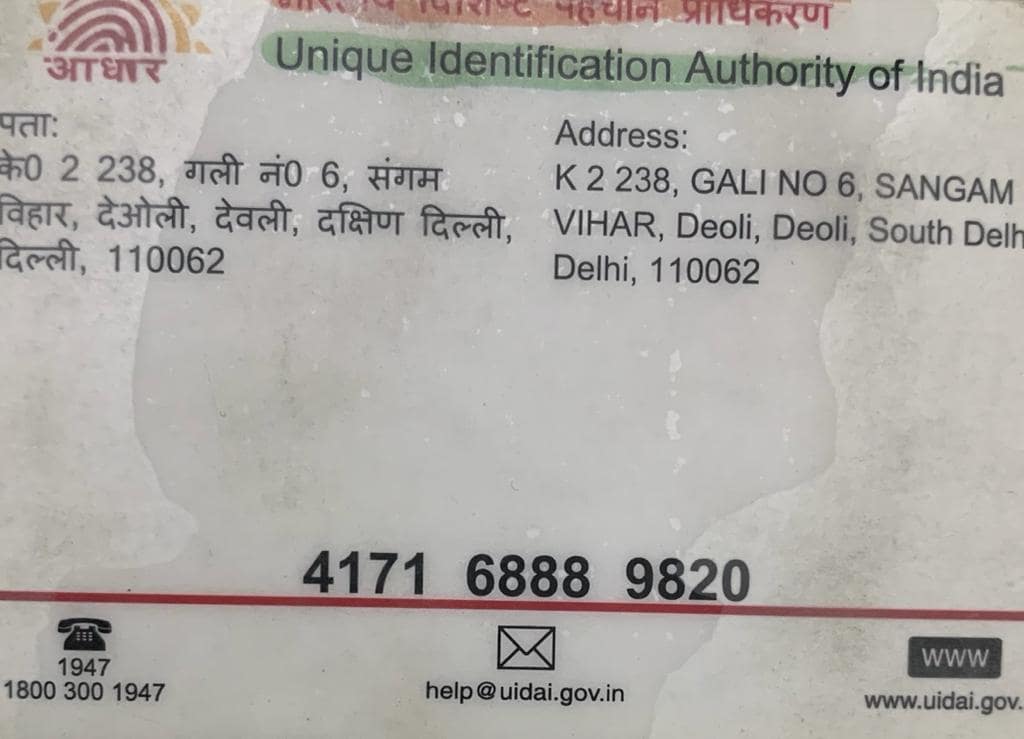 भारतीय विशिष्ट पहचान प्राधिकरण
आधार
Unique Identification Authority of India
पता:
के0 2 238, गली नं0 6, संगम
विहार, देओली, देवली, दक्षिण दिल्ली,
दिल्ली, 110062
Address:
K 2 238, GALI NO 6, SANGAM
VIHAR, Deoli, Deoli, South Delh
Delhi, 110062
4171 6888 9820
1947
1800 300 1947
help@uidai.gov.in
WWW
www.uidai.gov.